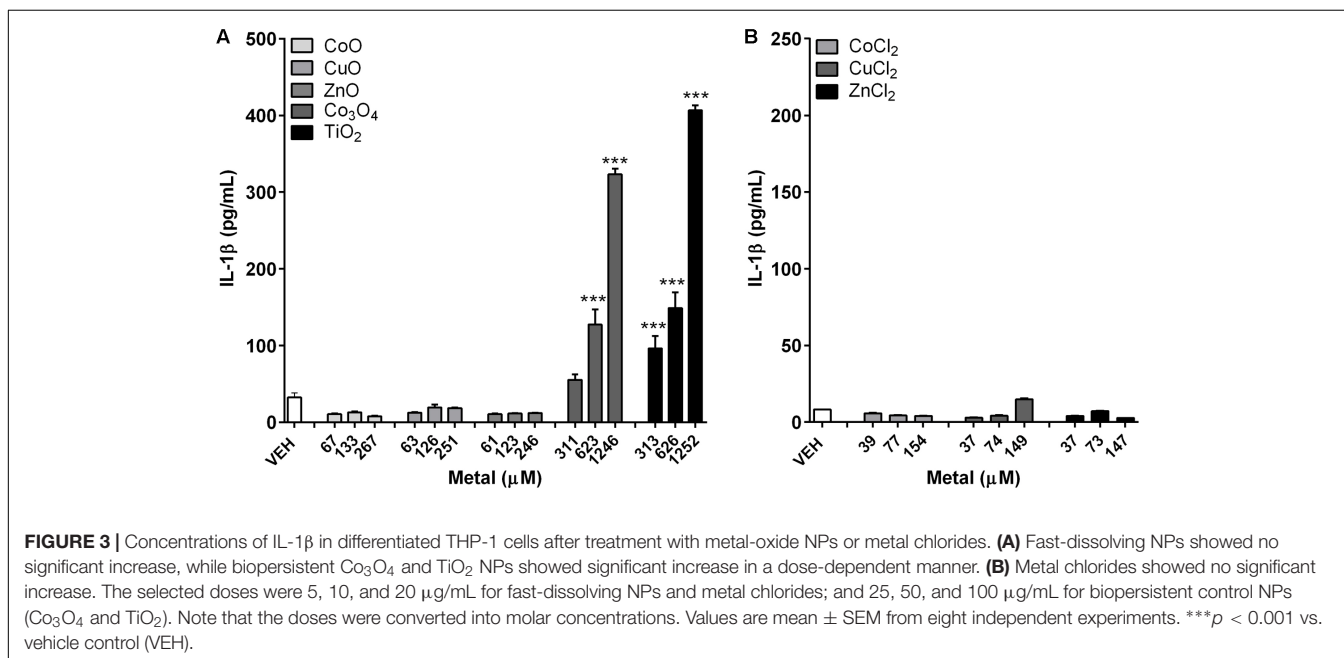 A
B
500
400
300
200
100
0
IL-1β (pg/mL)
CoO
CuO
ZnO
Co₃O₄
TiO₂
***
***
***
***
***
VEH
67
133
267
63
126
251
61
123
246
311
623
1246
313
626
1252
Metal (μM)
250
200
150
100
50
0
IL-1β (pg/mL)
CoCl₂
CuCl₂
ZnCl₂
VEH
39
77
154
37
74
149
37
73
147
Metal (μM)
FIGURE 3 | Concentrations of IL-1β in differentiated THP-1 cells after treatment with metal-oxide NPs or metal chlorides. (A) Fast-dissolving NPs showed no
significant increase, while biopersistent Co₃O₄ and TiO₂ NPs showed significant increase in a dose-dependent manner. (B) Metal chlorides showed no significant
increase. The selected doses were 5, 10, and 20 μg/mL for fast-dissolving NPs and metal chlorides; and 25, 50, and 100 μg/mL for biopersistent control NPs
(Co₃O₄ and TiO₂). Note that the doses were converted into molar concentrations. Values are mean ± SEM from eight independent experiments. ***p < 0.001 vs.
vehicle control (VEH).